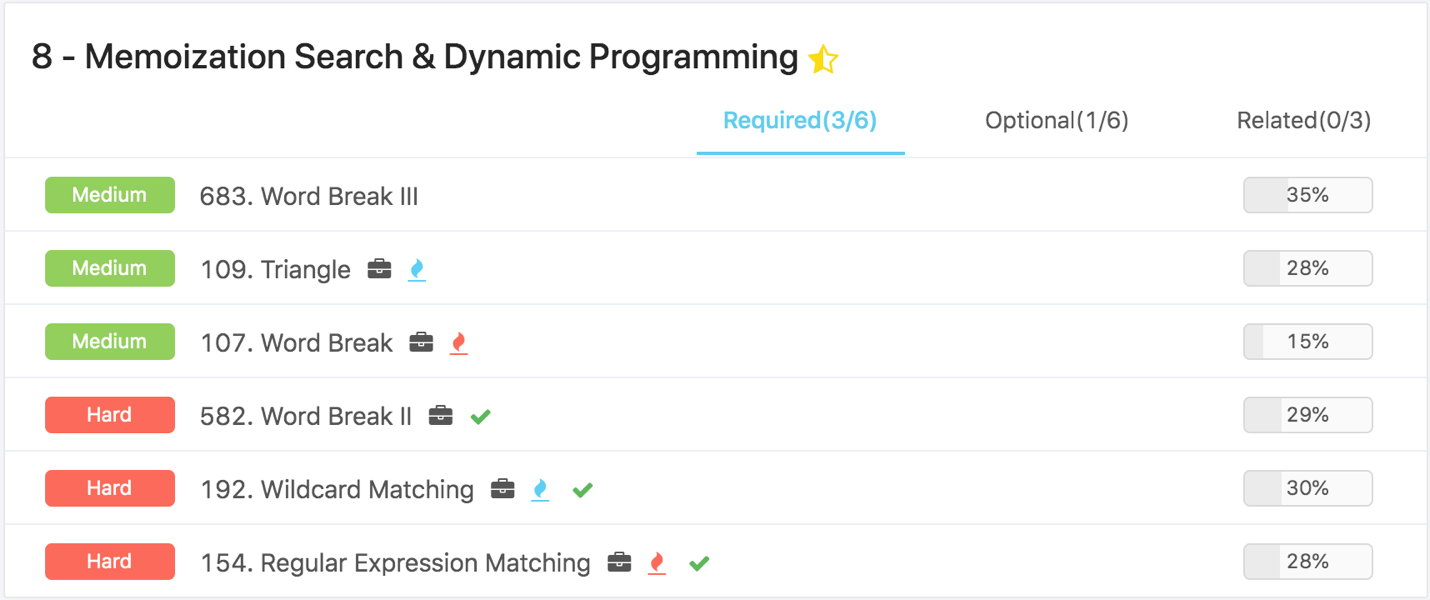 8 - Memoization Search & Dynamic Programming
Required(3/6) Optional(1/6) Related(0/3)
Medium 683. Word Break III 35%
Medium 109. Triangle 28%
Medium 107. Word Break 15%
Hard 582. Word Break II 29%
Hard 192. Wildcard Matching 30%
Hard 154. Regular Expression Matching 28%